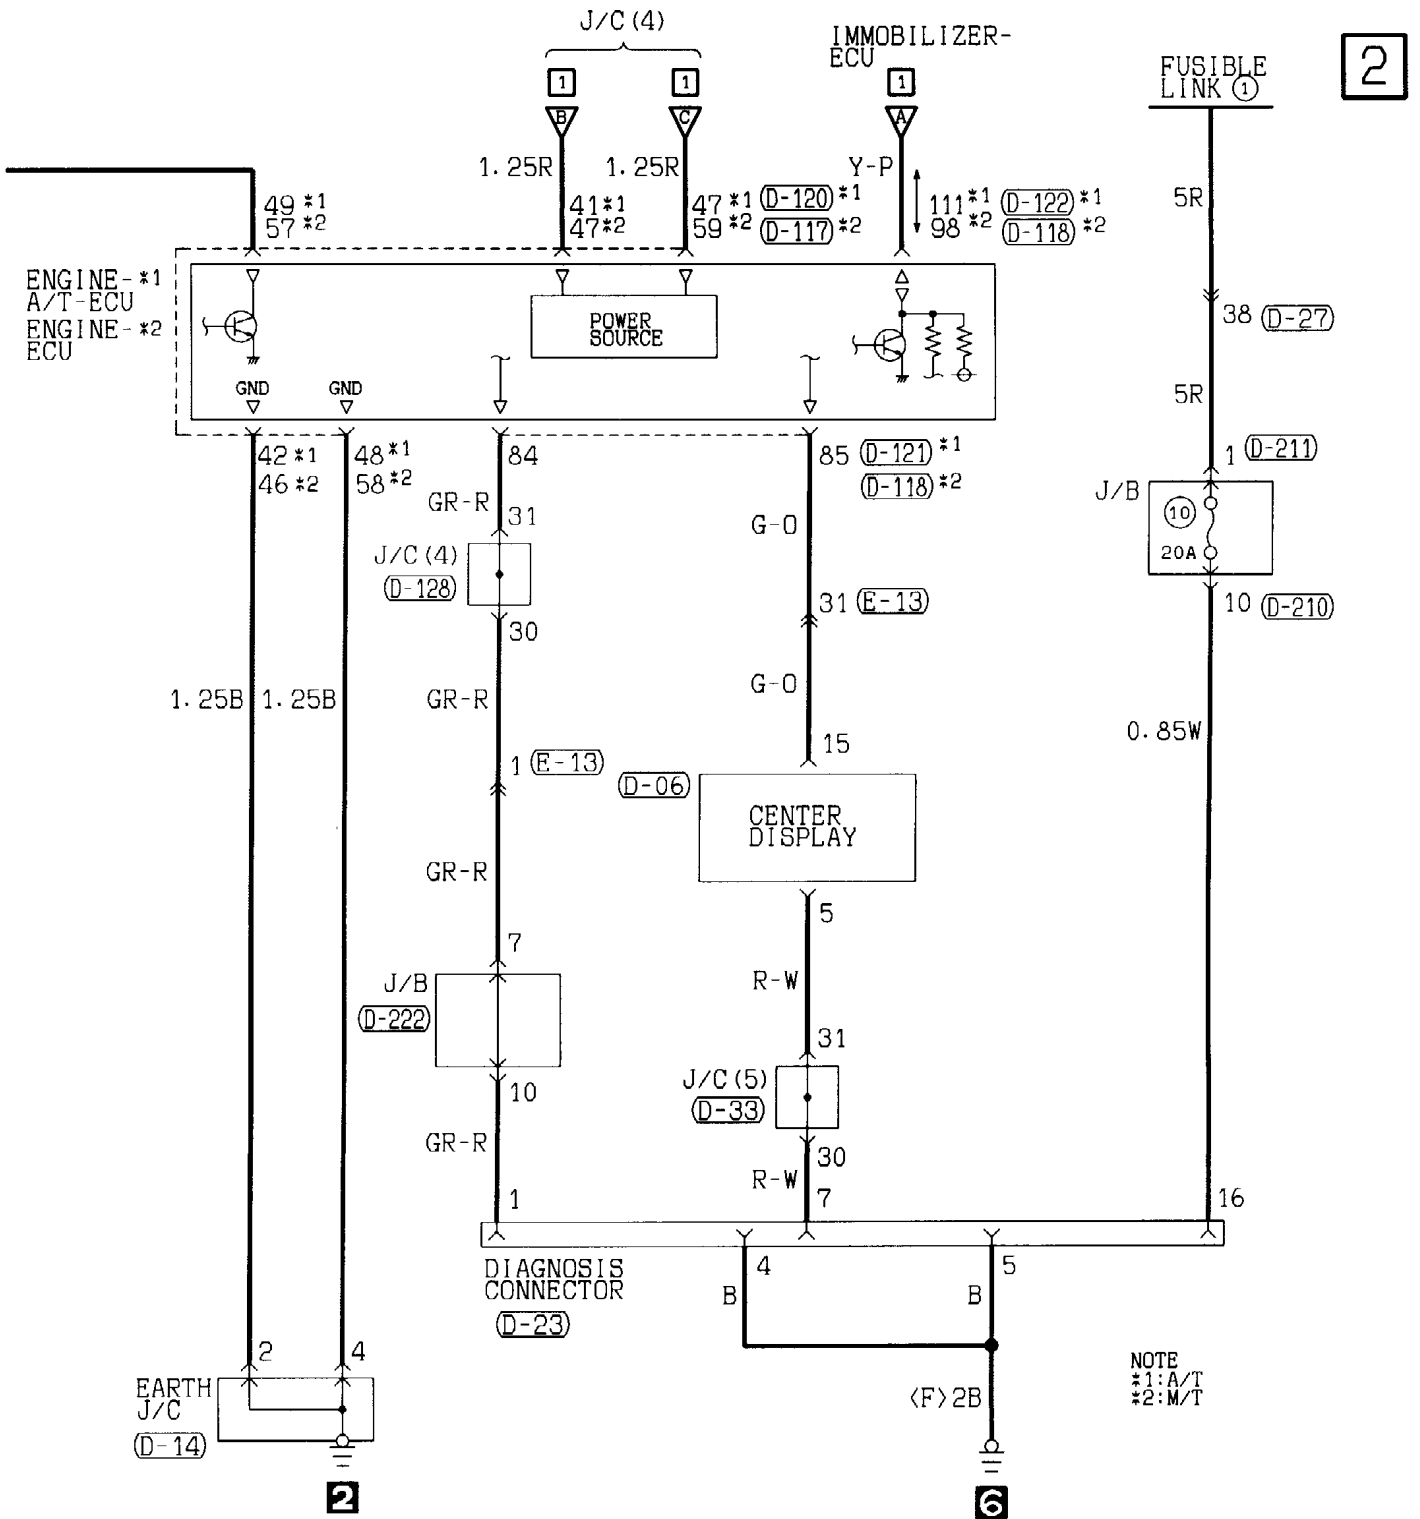 J/C(4)
IMMOBILIZER-
ECU
2
FUSIBLE
LINK ①
1
1
1
B
C
A
1.25R
1.25R
Y-P
5R
49*1
57*2
41*1
47*2
47*1 D-120 *1
59*2 D-117 *2
111*1 D-122 *1
98*2 D-118 *2
ENGINE-*1
A/T-ECU
ENGINE-*2
ECU
POWER
SOURCE
38 D-27
GND
GND
5R
42*1
46*2
48*1
58*2
84
85 D-121 *1
D-118 *2
1 D-211
GR-R
31
G-O
J/B
10
20A
J/C(4)
D-128
31 E-13
10 D-210
30
1.25B
1.25B
GR-R
G-O
0.85W
1 E-13
15
D-06
CENTER
DISPLAY
GR-R
5
7
J/B
D-222
R-W
31
J/C(5)
D-33
10
GR-R
30
R-W
1
7
16
DIAGNOSIS
CONNECTOR
D-23
4
5
B
B
2
4
EARTH
J/C
D-14
<F>2B
NOTE
*1:A/T
*2:M/T
2
6